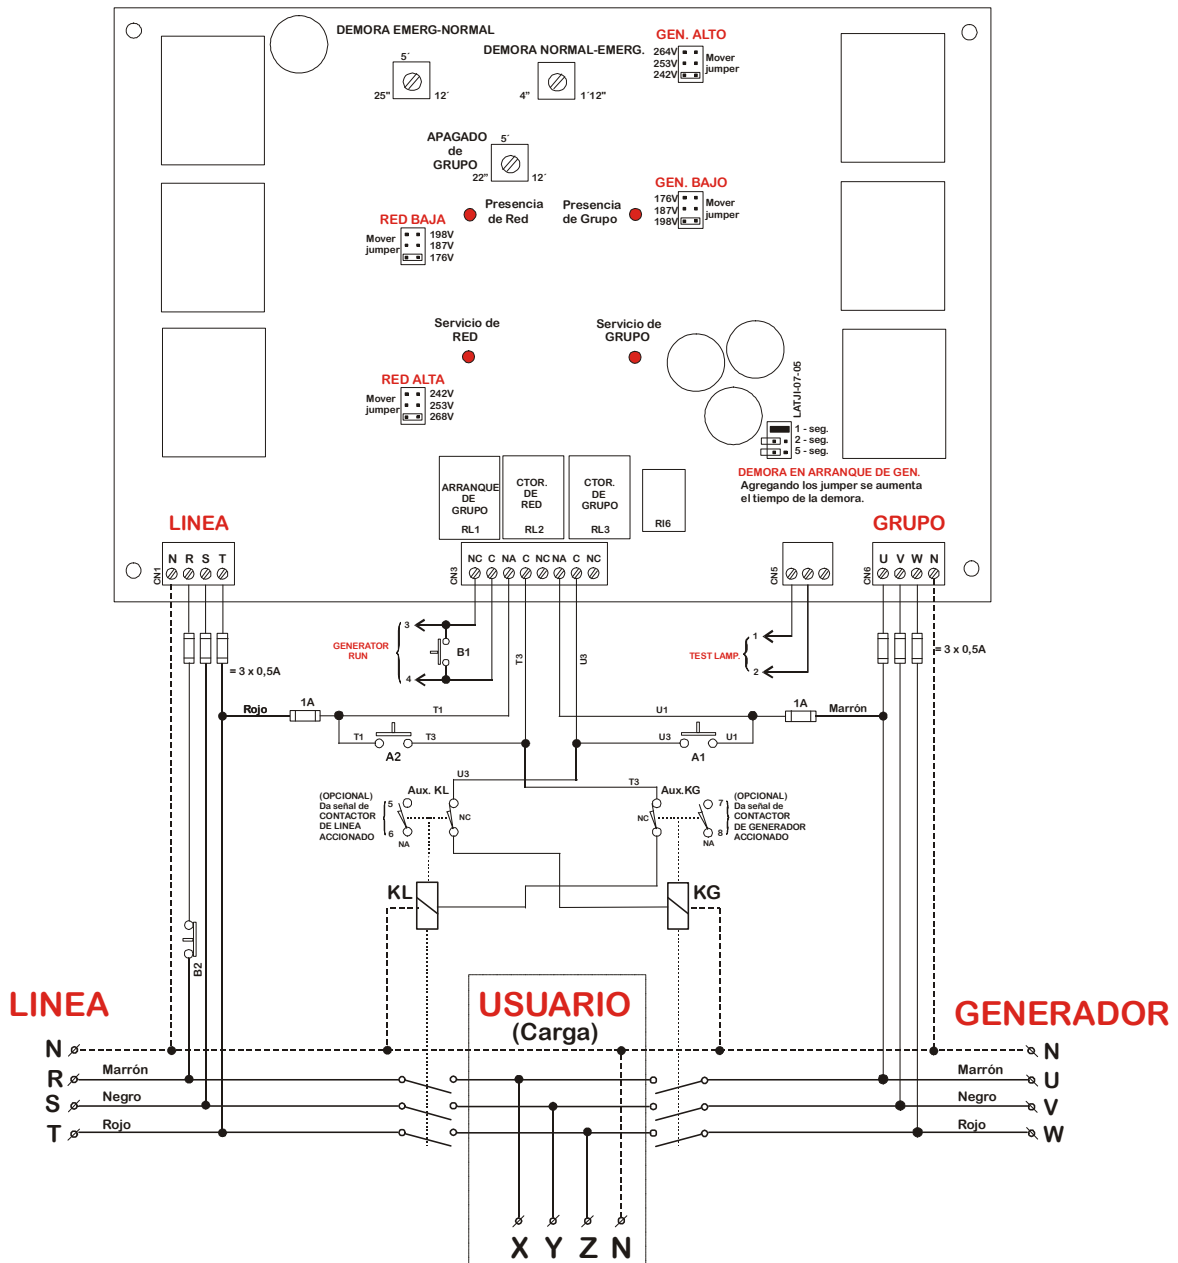 DEMORA EMERG-NORMAL
5´
25"
12´
DEMORA NORMAL-EMERG.
4"
1´12"
GEN. ALTO
264V
253V
242V
Mover
jumper
APAGADO
de
GRUPO
5´
22"
12´
GEN. BAJO
176V
187V
198V
Mover
jumper
Presencia
de Red
Presencia
de Grupo
RED BAJA
Mover
jumper
198V
187V
176V
Servicio de
RED
Servicio de
GRUPO
RED ALTA
Mover
jumper
242V
253V
268V
LATJI-07-05
1 - seg.
2 - seg.
5 - seg.
DEMORA EN ARRANQUE DE GEN.
Agregando los jumper se aumenta
el tiempo de la demora.
ARRANQUE
DE
GRUPO
RL1
CTOR.
DE
RED
RL2
CTOR.
DE
GRUPO
RL3
RI6
LINEA
N R S T
CN1
NC C NA C NC NA C NC
CN3
CN5
GRUPO
U V W N
CN6
= 3 x 0,5A
GENERATOR
RUN
3
4
B1
T3
U3
TEST LAMP.
1
2
= 3 x 0,5A
Rojo
1A
T1
U1
1A
Marrón
T1
T3
A2
U3
U1
A1
U3
T3
(OPCIONAL)
Da señal de
CONTACTOR
DE LINEA
ACCIONADO
5
6
NA
Aux. KL
NC
Aux.KG
NC
7
8
NA
(OPCIONAL)
Da señal de
CONTACTOR
DE GENERADOR
ACCIONADO
KL
KG
B2
LINEA
USUARIO
(Carga)
GENERADOR
N
N
R
Marrón
Marrón
U
S
Negro
Negro
V
T
Rojo
Rojo
W
X Y Z N